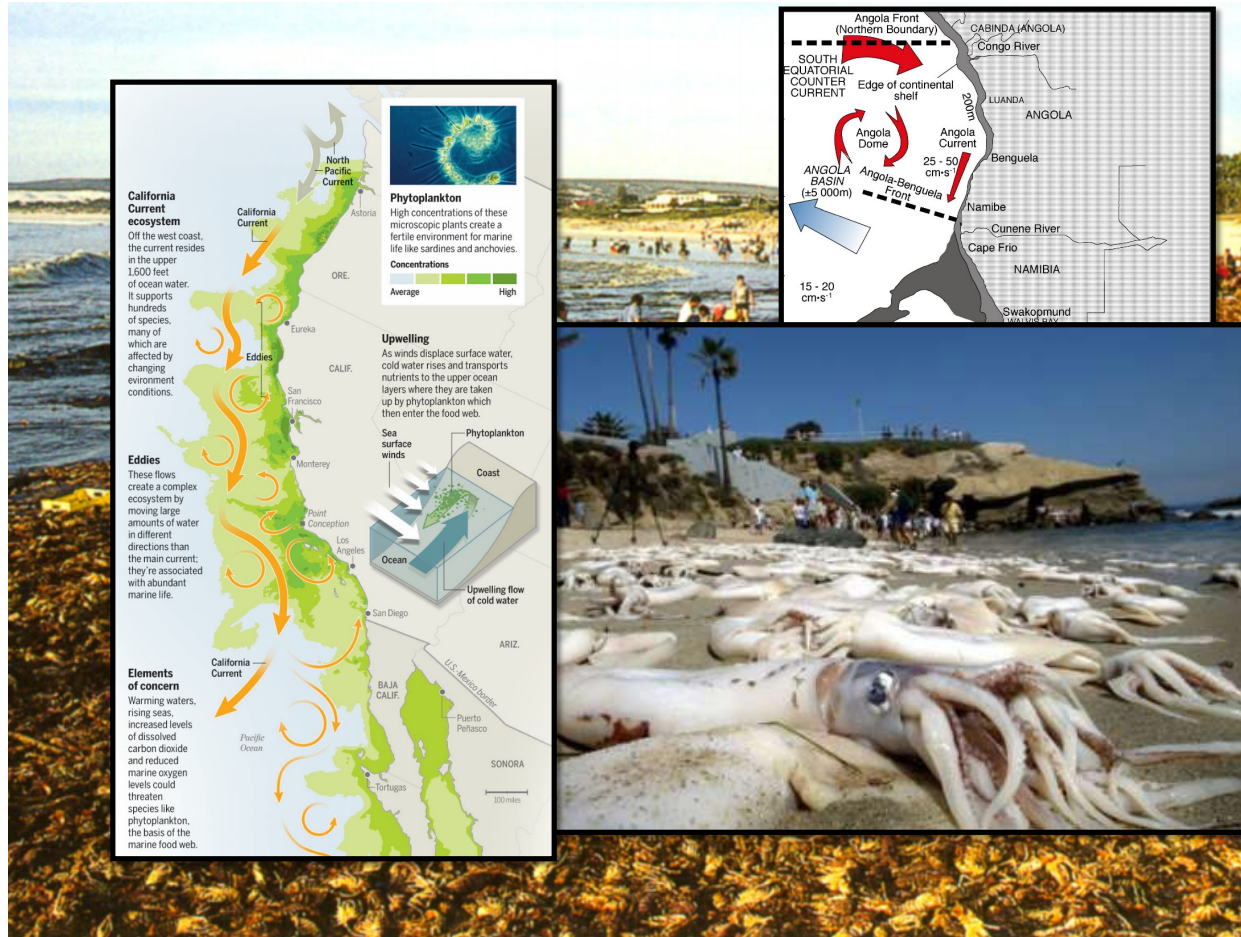 California
Current
ecosystem
Off the west coast,
the current resides
in the upper
1,600 feet
of ocean water.
It supports
hundreds
of species,
many of
which are
affected by
changing
evironment
conditions.
Eddies
These flows
create a complex
ecosystem by
moving large
amounts of water
in different
directions than
the main current;
they're associated
with abundant
marine life.
Elements
of concern
Warming waters,
rising seas,
increased levels
of dissolved
carbon dioxide
and reduced
marine oxygen
levels could
threaten
species like
phytoplankton,
the basis of the
marine food web.
North
Pacific
Current
California
Current
Astoria
ORE.
Eureka
Eddies
CALIF.
San
Francisco
Monterey
Point
Conception
Los
Angeles
San Diego
California
Current
Pacific
Ocean
BAJA
CALIF.
U.S.-Mexico border
ARIZ.
Puerto
Peñasco
SONORA
Tortugas
100 miles
Phytoplankton
High concentrations of these
microscopic plants create a
fertile environment for marine
life like sardines and anchovies.
Concentrations
Average
High
Upwelling
As winds displace surface water,
cold water rises and transports
nutrients to the upper ocean
layers where they are taken
up by phytoplankton which
then enter the food web.
Sea
surface
winds
Phytoplankton
Coast
Ocean
Upwelling flow
of cold water
Angola Front
(Northern Boundary)
CABINDA (ANGOLA)
Congo River
SOUTH
EQUATORIAL
COUNTER
CURRENT
Edge of continental
shelf
200m
LUANDA
ANGOLA
Angola
Dome
Angola
Current
25 - 50
cm·s⁻¹
Benguela
ANGOLA
BASIN
(±5 000m)
Angola-Benguela
Front
Namibe
Cunene River
Cape Frio
NAMIBIA
15 - 20
cm·s⁻¹
Swakopmund
WALVIS BAY